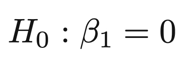 H₀ : β₁ = 0